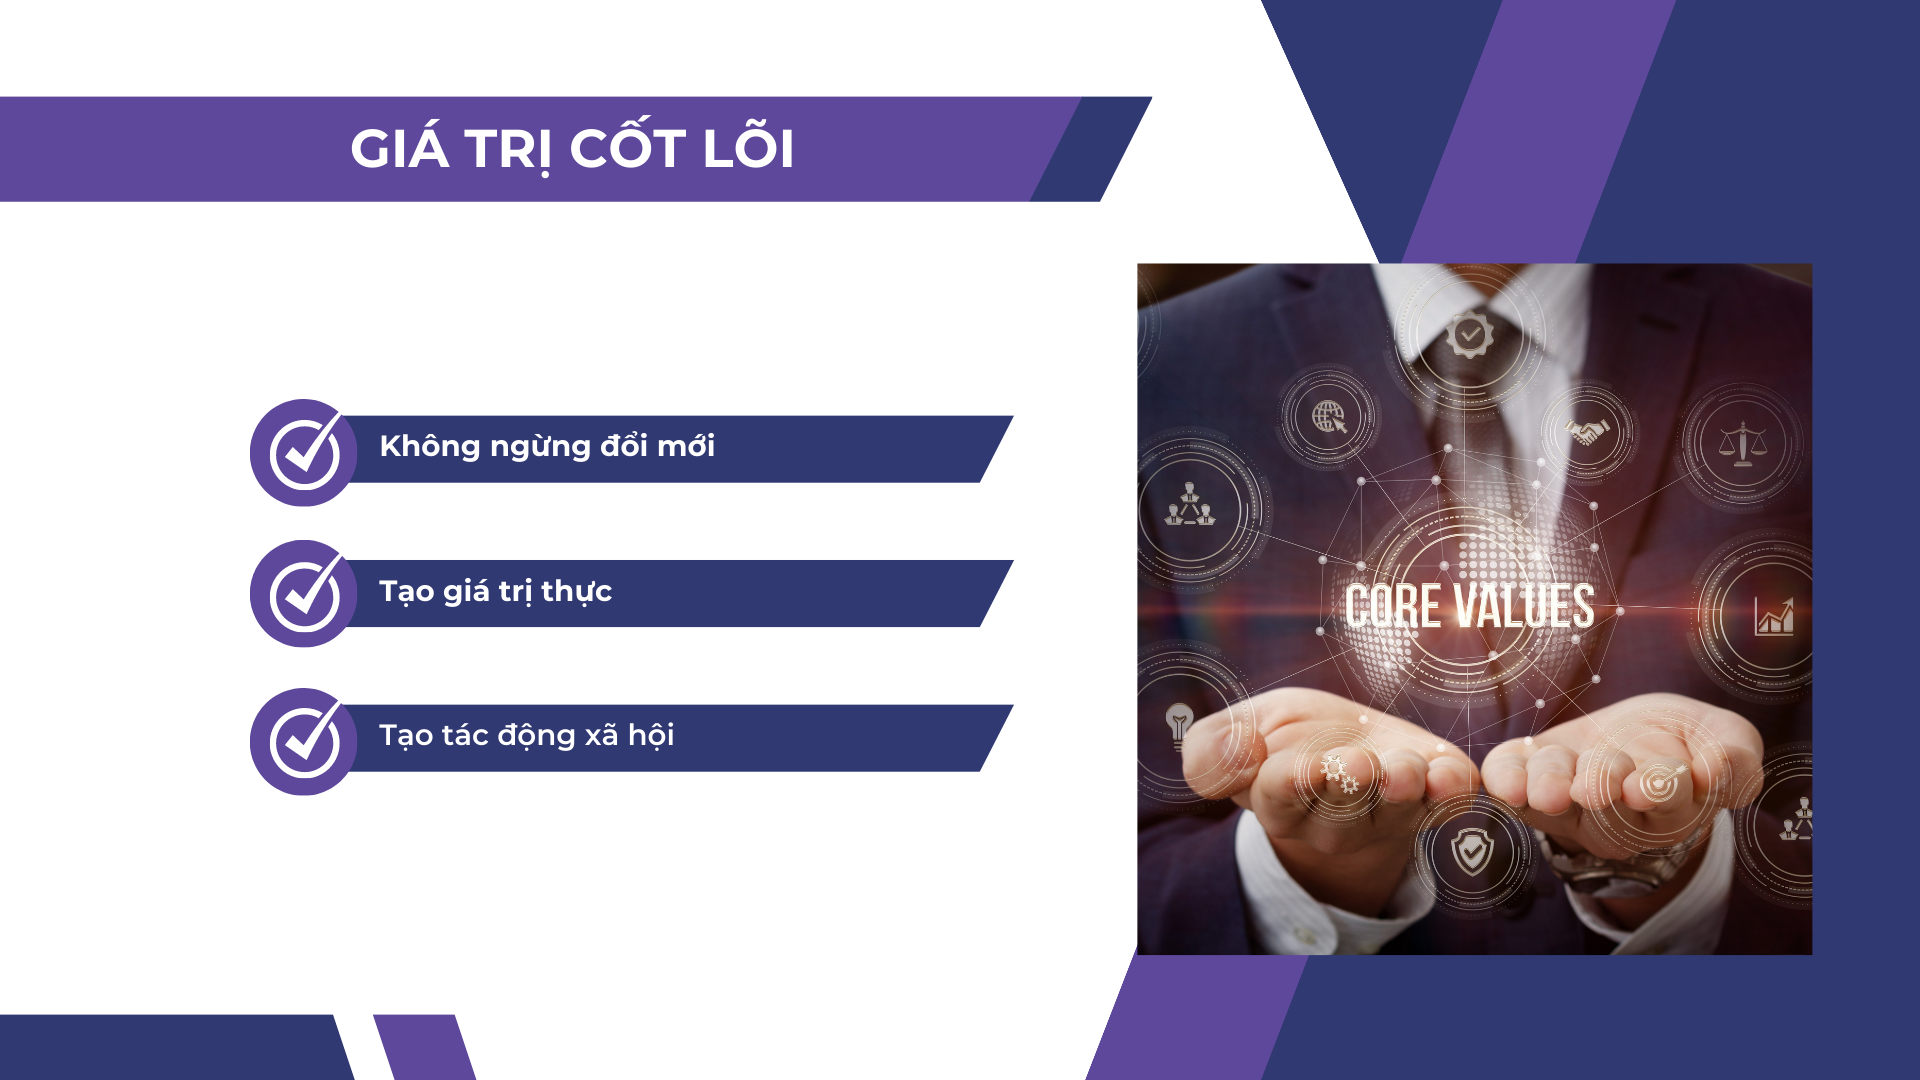 GIÁ TRỊ CỐT LÕI
Không ngừng đổi mới
Tạo giá trị thực
Tạo tác động xã hội
CORE VALUES